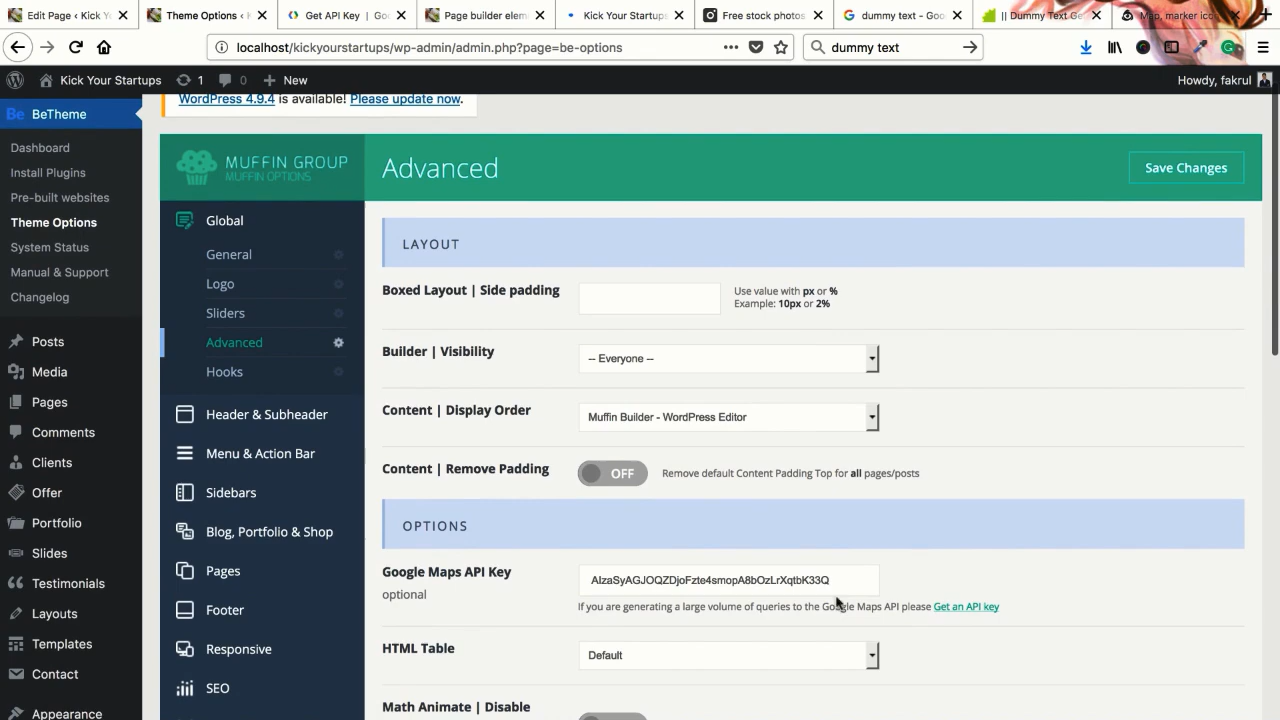 Edit Page ‹ Kick Y
Theme Options ‹ K
Get API Key | Go
Page builder elem
Kick Your Startups
Free stock photos
dummy text - Goo
|| Dummy Text Ge
Map, marker ico
localhost/kickyourstartups/wp-admin/admin.php?page=be-options
dummy text
Kick Your Startups
1
0
New
Howdy, fakrul
Be BeTheme
Dashboard
Install Plugins
Pre-built websites
Theme Options
System Status
Manual & Support
Changelog
Posts
Media
Pages
Comments
Clients
Offer
Portfolio
Slides
Testimonials
Layouts
Templates
Contact
Appearance
WordPress 4.9.4 is available! Please update now.
MUFFIN GROUP
MUFFIN OPTIONS
Advanced
Save Changes
Global
General
Logo
Sliders
Advanced
Hooks
Header & Subheader
Menu & Action Bar
Sidebars
Blog, Portfolio & Shop
Pages
Footer
Responsive
SEO
LAYOUT
Boxed Layout | Side padding
Use value with px or %
Example: 10px or 2%
Builder | Visibility
-- Everyone --
Content | Display Order
Muffin Builder - WordPress Editor
Content | Remove Padding
OFF
Remove default Content Padding Top for all pages/posts
OPTIONS
Google Maps API Key
optional
AIzaSyAGJOQZDjoFzte4smopA8bOzLrXqtbK33Q
If you are generating a large volume of queries to the Google Maps API please Get an API key
HTML Table
Default
Math Animate | Disable